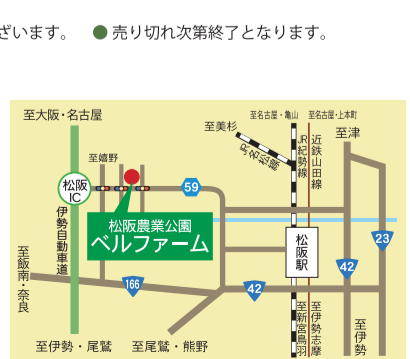 ざいます。 ●売り切れ次第終了となります。
至大阪・名古屋
至名古屋・亀山
至名古屋・上本町
至美杉
至津
JR名松線
JR紀勢線
近鉄山田線
至嬉野
松阪
IC
59
伊勢自動車道
松阪農業公園
ベルファーム
松阪駅
23
42
至飯南・奈良
166
42
至新宮鳥羽
至伊勢志摩
至伊勢
至伊勢・尾鷲
至尾鷲・熊野